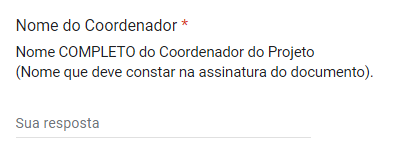 Nome do Coordenador *
Nome COMPLETO do Coordenador do Projeto
(Nome que deve constar na assinatura do documento).
Sua resposta